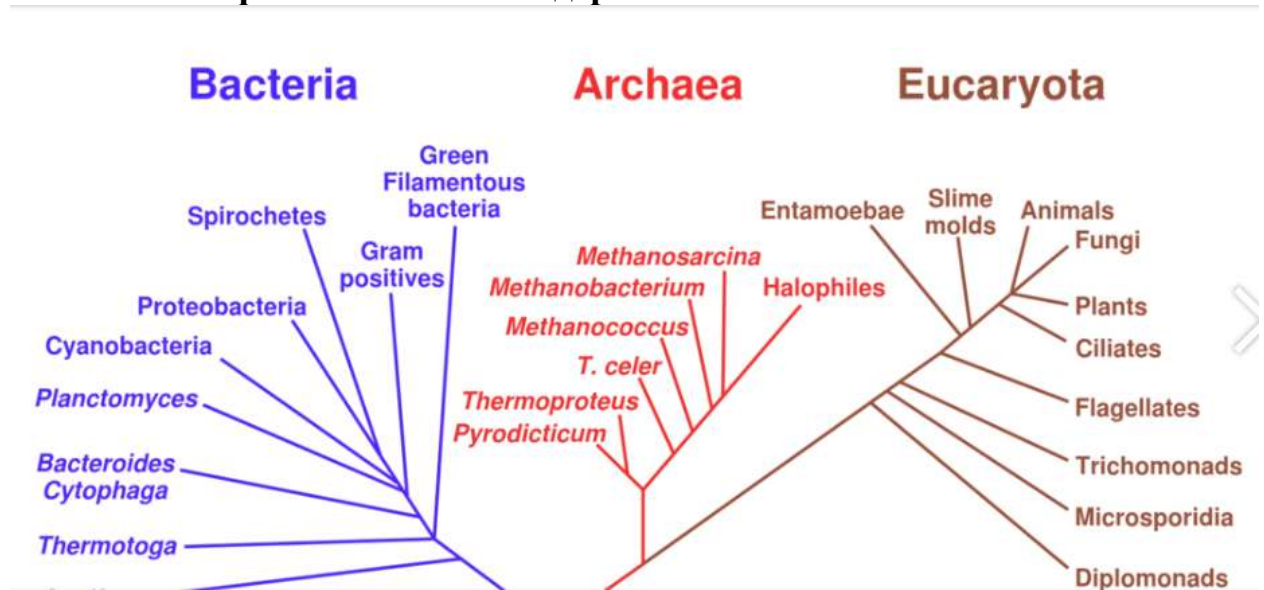 Bacteria
Archaea
Eucaryota
Green
Filamentous
bacteria
Spirochetes
Gram
positives
Proteobacteria
Cyanobacteria
Planctomyces
Bacteroides
Cytophaga
Thermotoga
Methanosarcina
Methanobacterium
Halophiles
Methanococcus
T. celer
Thermoproteus
Pyrodicticum
Entamoebae
Slime
molds
Animals
Fungi
Plants
Ciliates
Flagellates
Trichomonads
Microsporidia
Diplomonads